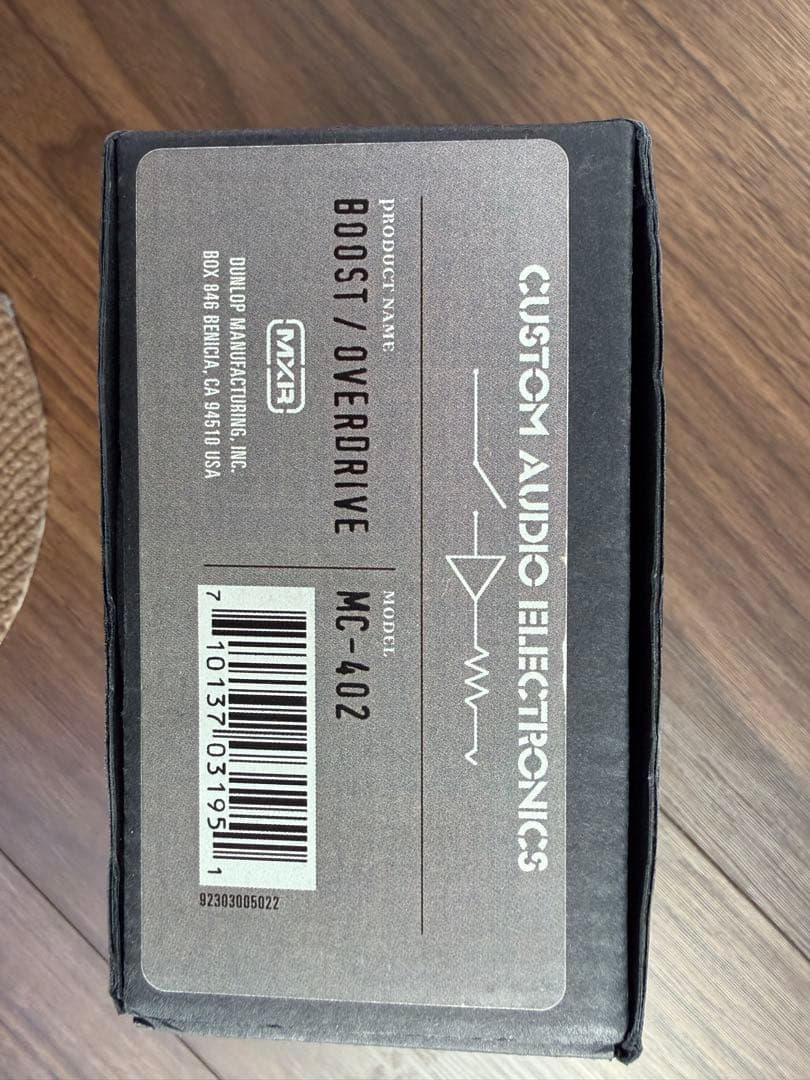 CUSTOM AUDIO ELECTRONICS
PRODUCT NAME
BOOST / OVERDRIVE
MODEL
MC-402
MXR
DUNLOP MANUFACTURING, INC.
BOX 846 BENICIA, CA 94510 USA
7 10137 03195 1
92303005022